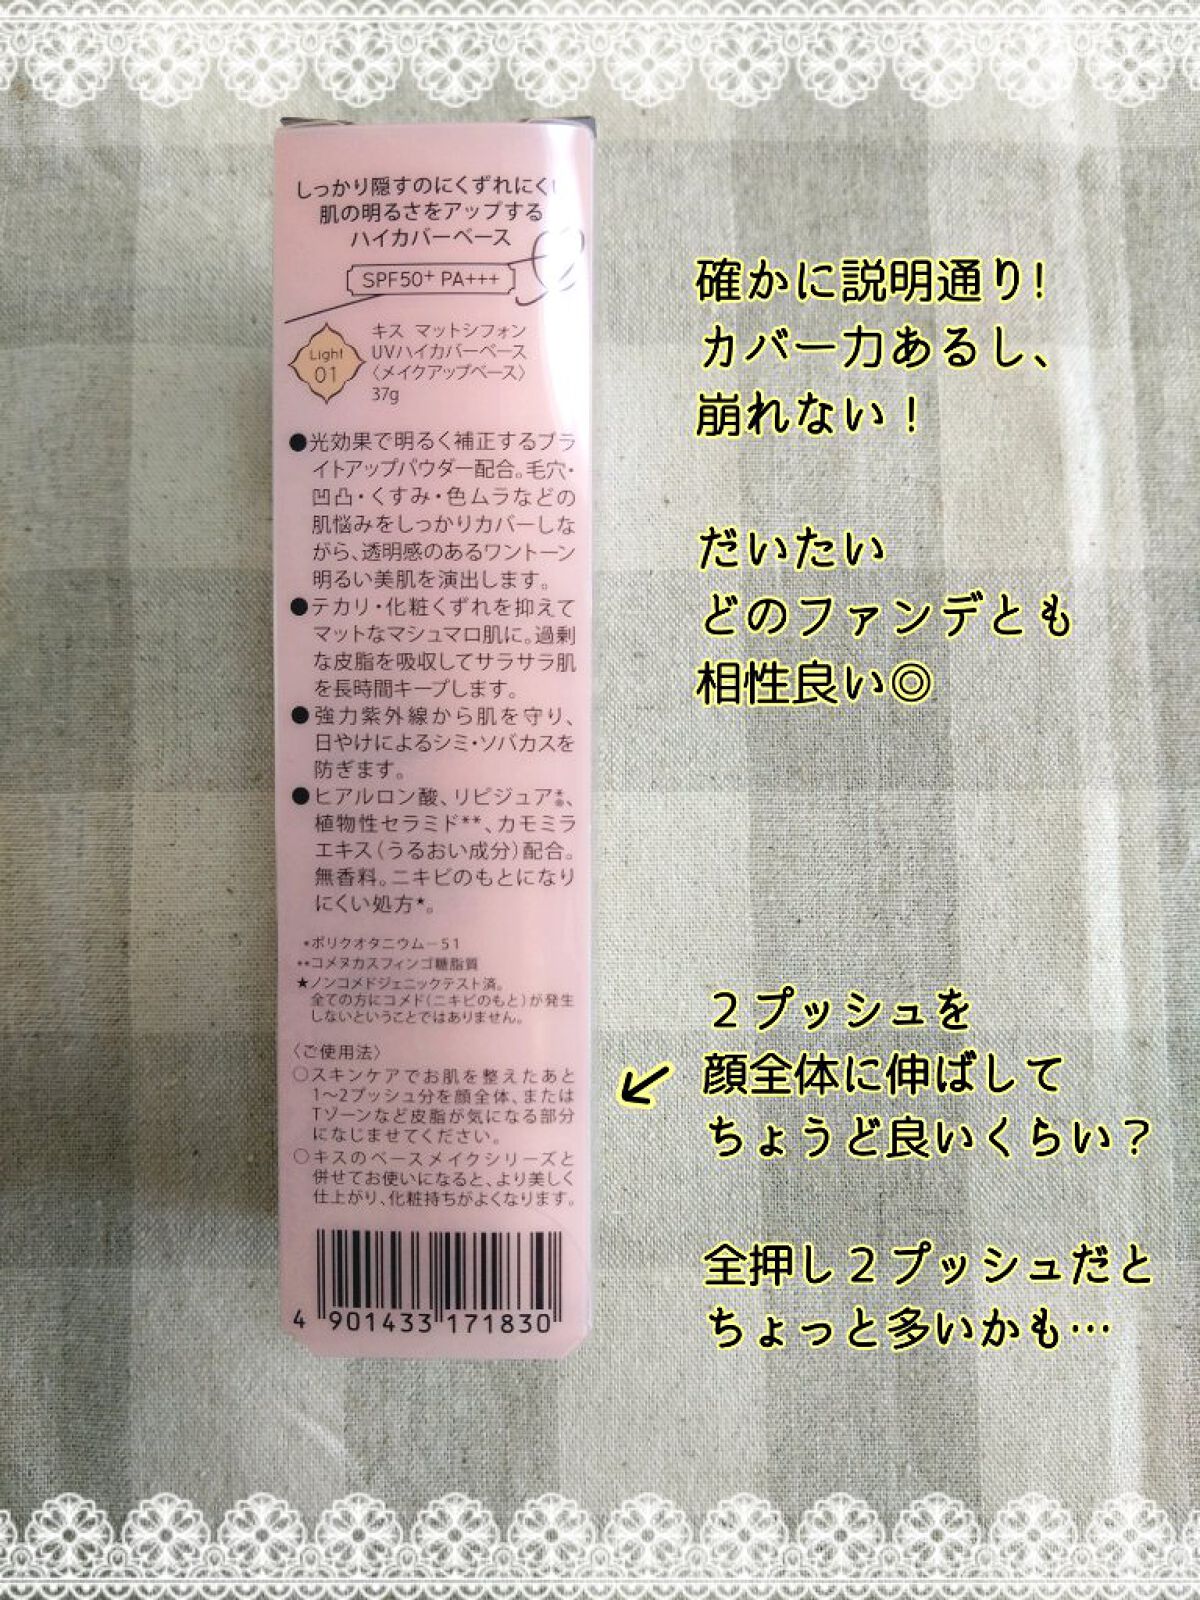 しっかり隠すのにくずれにくい
肌の明るさをアップする
ハイカバーベース
SPF50+ PA+++
Light
01
キス マットシフォン
UVハイカバーベース
〈メイクアップベース〉
37g
●光効果で明るく補正するブラ
イトアップパウダー配合。毛穴・
凹凸・くすみ・色ムラなどの
肌悩みをしっかりカバーしな
がら、透明感のあるワントーン
明るい美肌を演出します。
●テカリ・化粧くずれを抑えて
マットなマシュマロ肌に。過剰
な皮脂を吸収してサラサラ肌
を長時間キープします。
●強力紫外線から肌を守り、
日やけによるシミ・ソバカスを
防ぎます。
●ヒアルロン酸、リピジュア®*、
植物性セラミド**、カモミラ
エキス（うるおい成分）配合。
無香料。ニキビのもとになり
にくい処方★。
*ポリクオタニウム-51
**コメヌカスフィンゴ糖脂質
★ノンコメドジェニックテスト済。
全ての方にコメド（ニキビのもと）が発生
しないということではありません。
〈ご使用法〉
○スキンケアでお肌を整えたあと
1〜2プッシュ分を顔全体、または
Tゾーンなど皮脂が気になる部分
になじませてください。
○キスのベースメイクシリーズと
併せてお使いになると、より美しく
仕上がり、化粧持ちがよくなります。
4 901433 171830
確かに説明通り!
カバー力あるし、
崩れない！
だいたい
どのファンデとも
相性良い◎
２プッシュを
顔全体に伸ばして
ちょうど良いくらい？
全押し２プッシュだと
ちょっと多いかも…